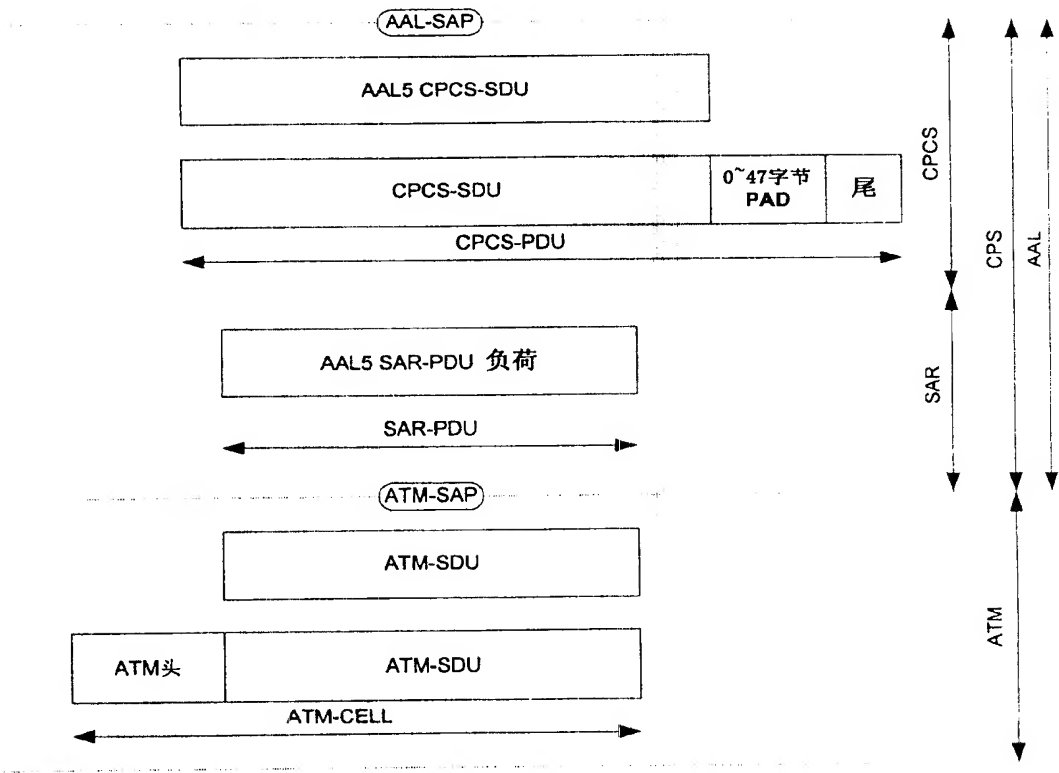 AAL-SAP
AAL5 CPCS-SDU
CPCS-SDU
0~47字节
PAD
尾
CPCS-PDU
AAL5 SAR-PDU 负荷
SAR-PDU
ATM-SAP
ATM-SDU
ATM头
ATM-SDU
ATM-CELL
CPCS
SAR
CPS
AAL
ATM